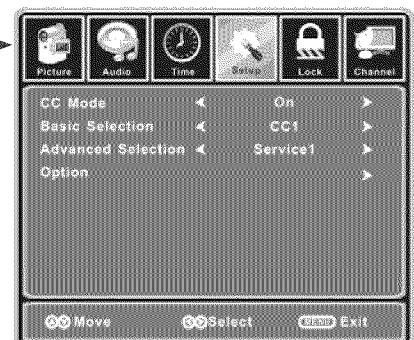 Picture Audio Time Setup Lock Channel
CC Mode On
Basic Selection CC1
Advanced Selection Service1
Option
Move Select MENU Exit